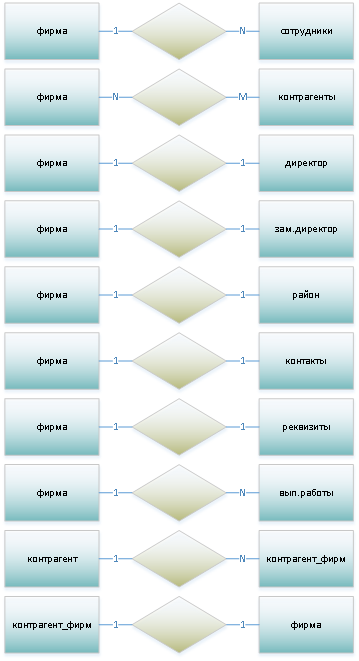 фирма 1 N сотрудники
фирма N M контрагенты
фирма 1 1 директор
фирма 1 1 зам.директор
фирма 1 1 район
фирма 1 1 контакты
фирма 1 1 реквизиты
фирма 1 N вып.работы
контрагент 1 N контрагент_фирм
контрагент_фирм 1 1 фирма